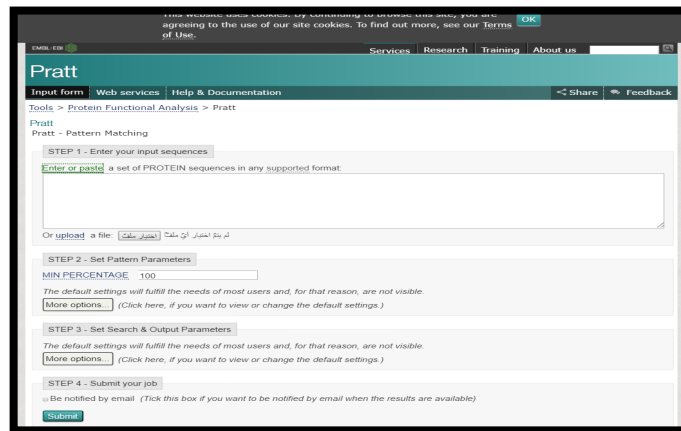 This website uses cookies. By continuing to browse this site, you are
agreeing to the use of our site cookies. To find out more, see our Terms
of Use.
OK
EMBL-EBI
Services Research Training About us
Pratt
Input form Web services Help & Documentation Share Feedback
Tools > Protein Functional Analysis > Pratt
Pratt
Pratt - Pattern Matching
STEP 1 - Enter your input sequences
Enter or paste a set of PROTEIN sequences in any supported format:
Or upload a file: اختيار ملف لم يتم اختيار أي ملف
STEP 2 - Set Pattern Parameters
MIN PERCENTAGE 100
The default settings will fulfill the needs of most users and, for that reason, are not visible.
More options... (Click here, if you want to view or change the default settings.)
STEP 3 - Set Search & Output Parameters
The default settings will fulfill the needs of most users and, for that reason, are not visible.
More options... (Click here, if you want to view or change the default settings.)
STEP 4 - Submit your job
Be notified by email (Tick this box if you want to be notified by email when the results are available)
Submit